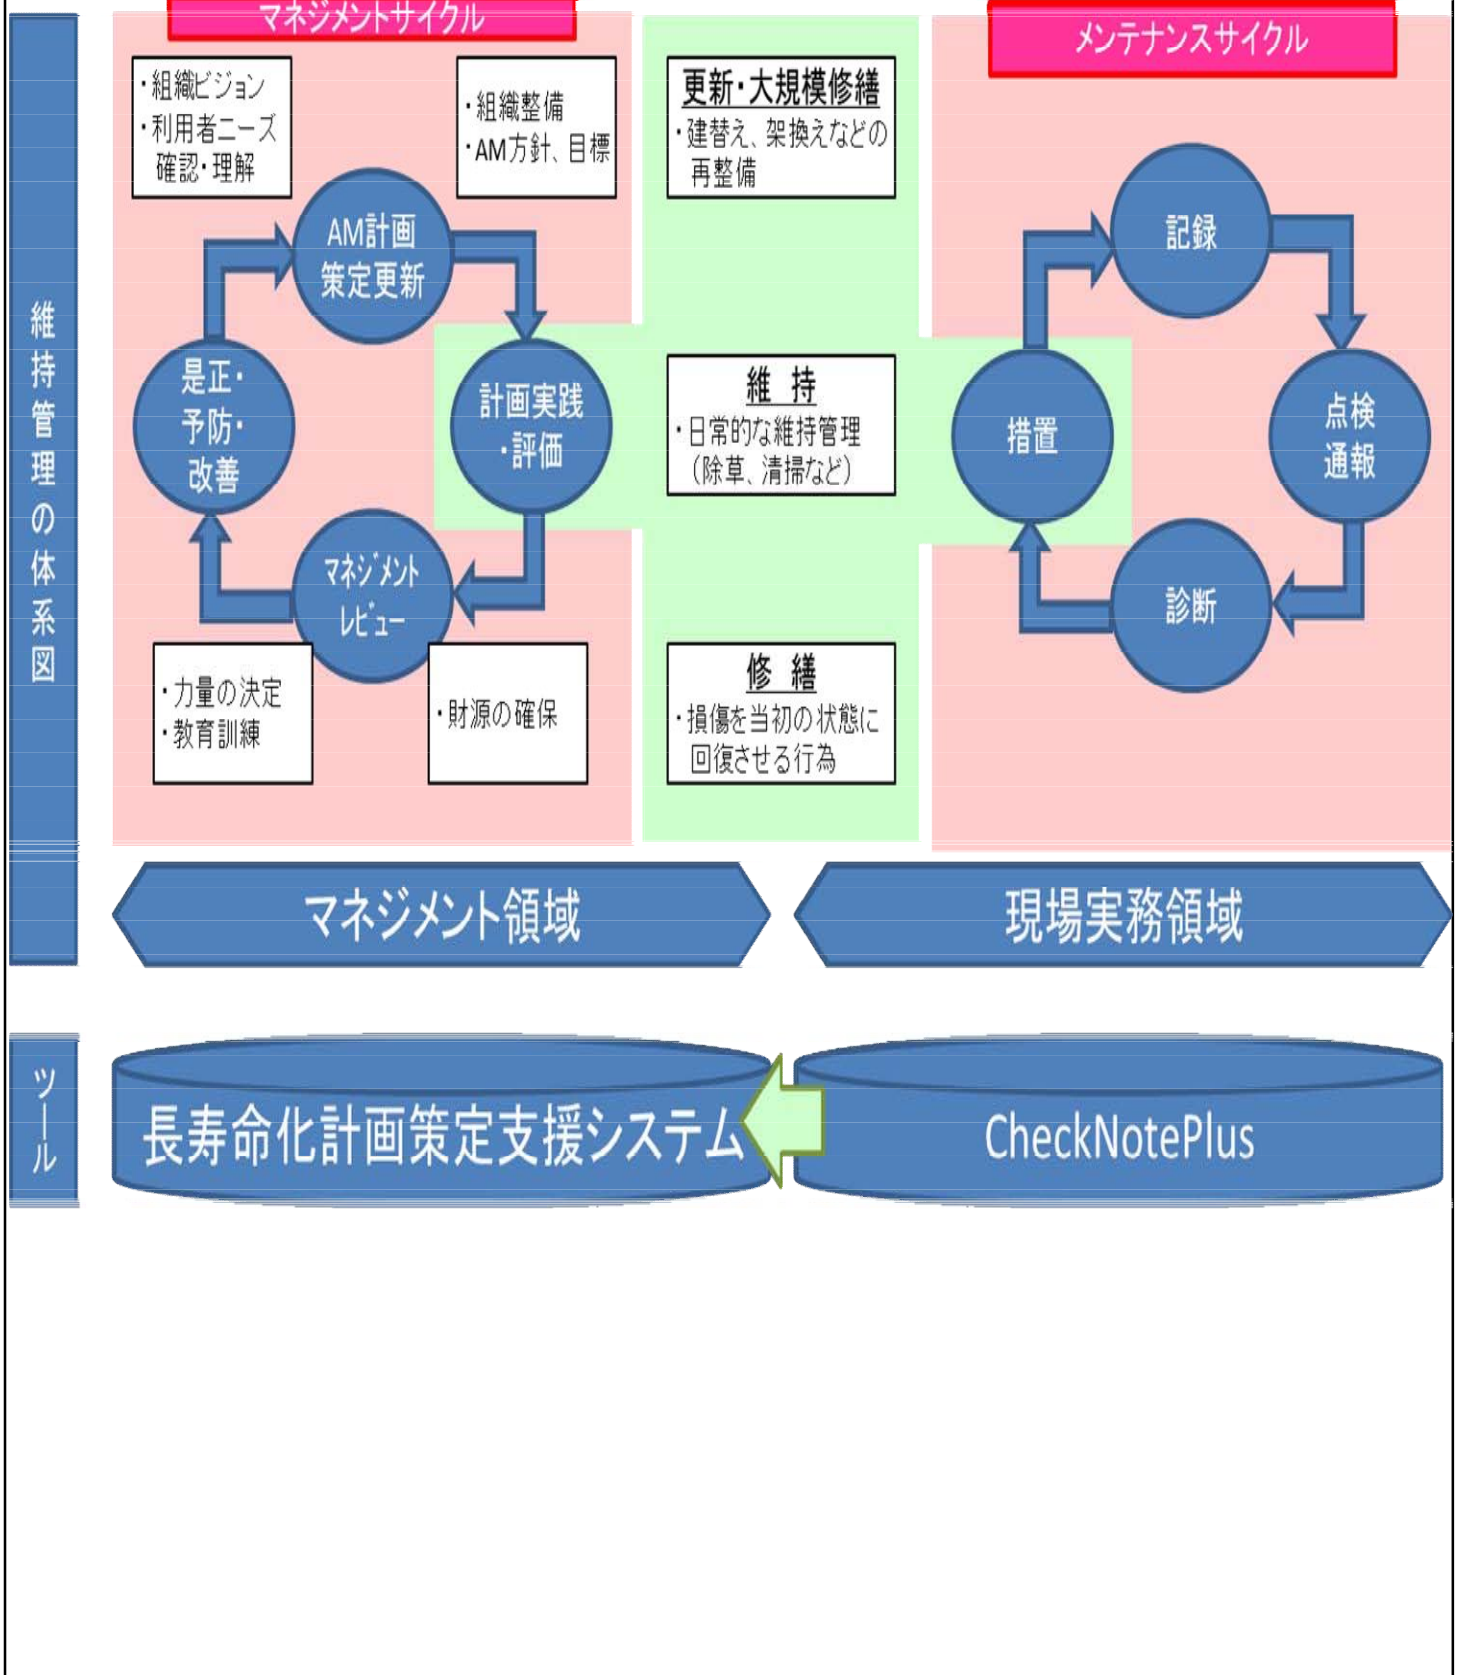 マネジメントサイクル
メンテナンスサイクル
維持管理の体系図
・組織ビジョン
・利用者ニーズ
確認・理解
・組織整備
・AM方針、目標
AM計画
策定更新
計画実践
・評価
マネジメント
レビュー
是正・
予防・
改善
・力量の決定
・教育訓練
・財源の確保
更新・大規模修繕
・建替え、架換えなどの
再整備
維 持
・日常的な維持管理
（除草、清掃など）
修 繕
・損傷を当初の状態に
回復させる行為
記録
点検
通報
診断
措置
マネジメント領域
現場実務領域
ツール
長寿命化計画策定支援システム
CheckNotePlus